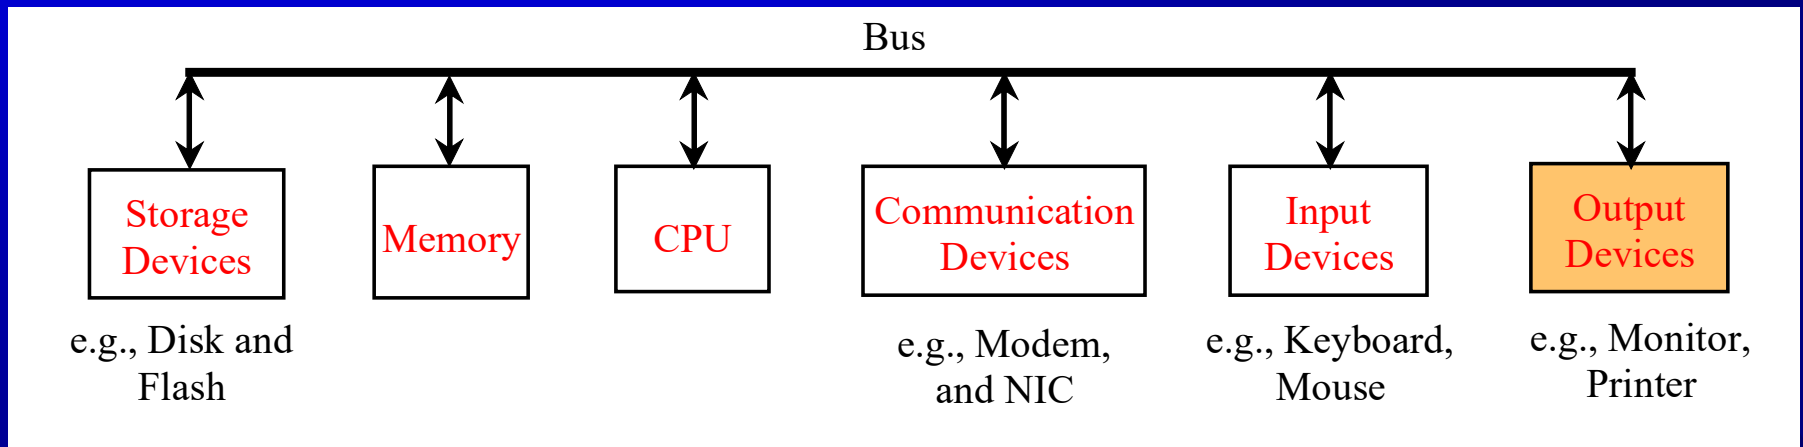 Bus
Storage
Devices
Memory
CPU
Communication
Devices
Input
Devices
Output
Devices
e.g., Disk and
Flash
e.g., Modem,
and NIC
e.g., Keyboard,
Mouse
e.g., Monitor,
Printer